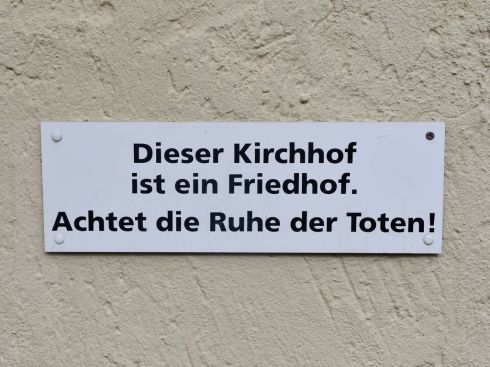 Dieser Kirchhof
ist ein Friedhof.
Achtet die Ruhe der Toten!